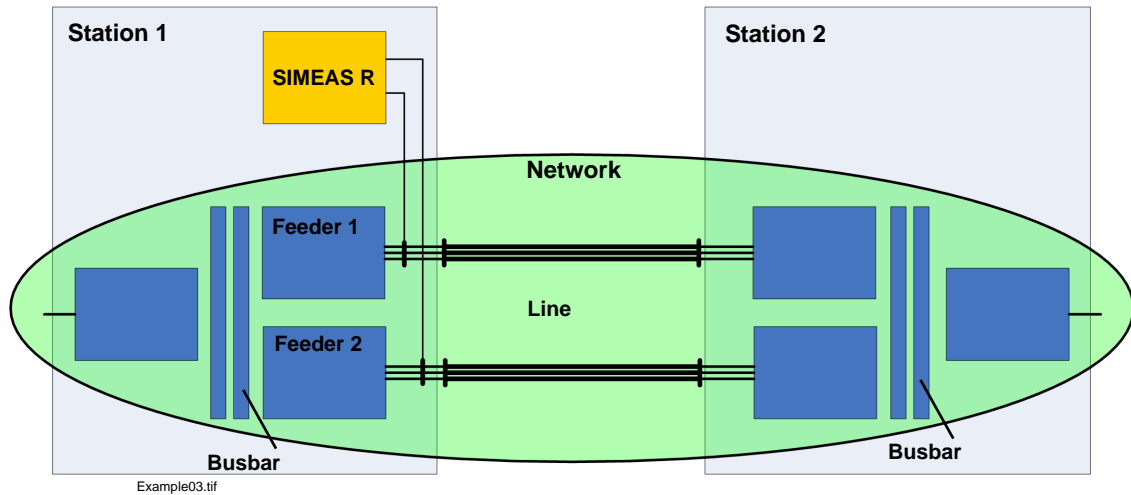 Station 1
Station 2
SIMEAS R
Network
Feeder 1
Line
Feeder 2
Busbar
Busbar
Example03.tif